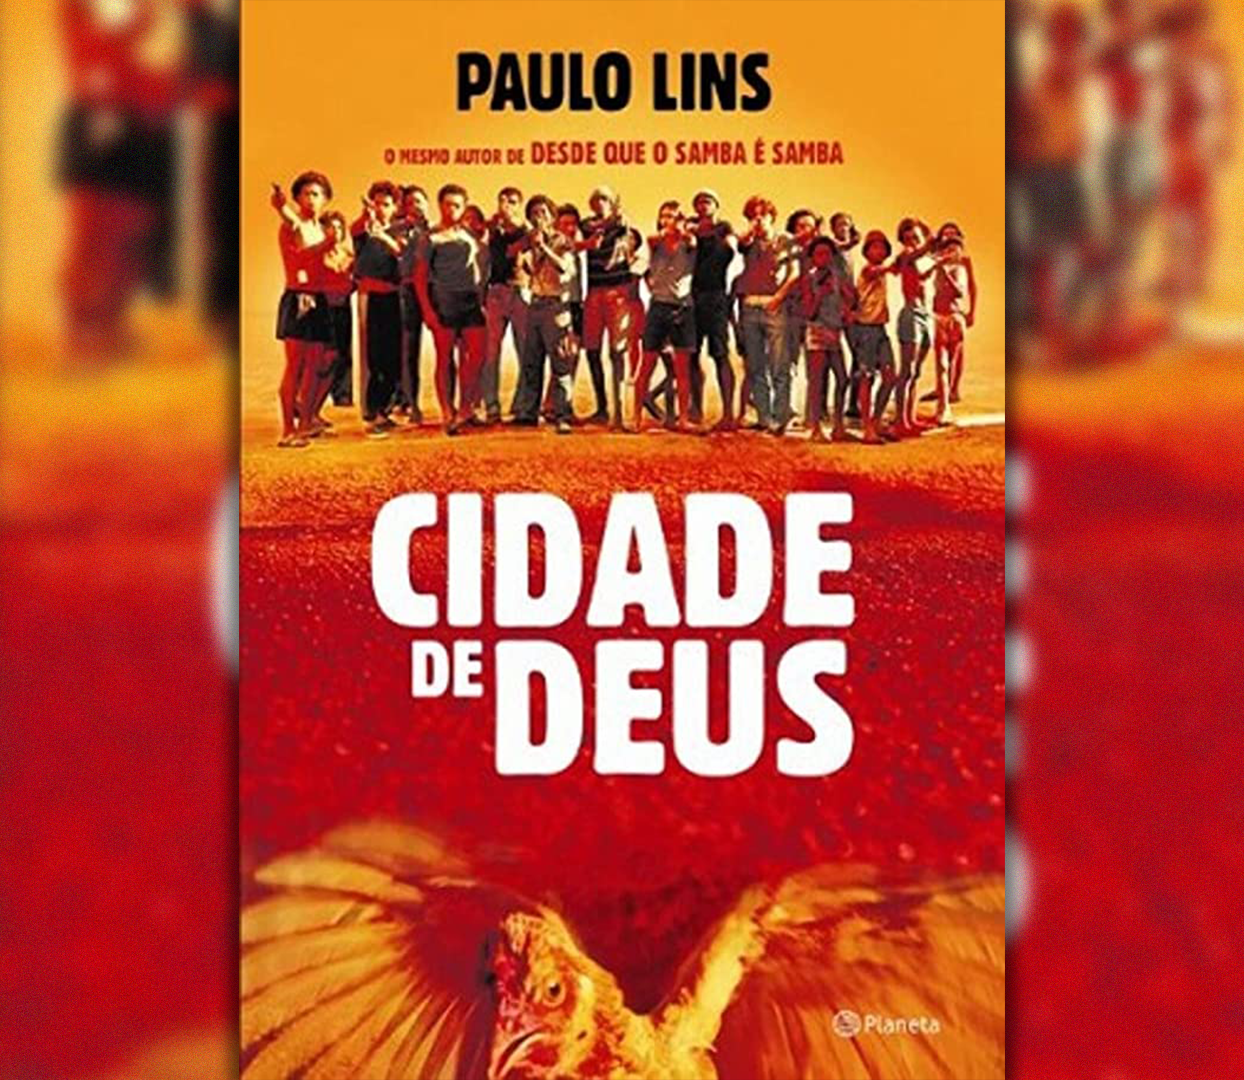 PAULO LINS
O MESMO AUTOR DE DESDE QUE O SAMBA É SAMBA
CIDADE
DE DEUS
Planeta